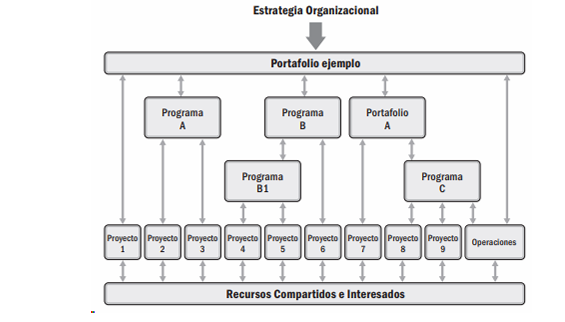 Estrategia Organizacional
Portafolio ejemplo
Programa
A
Programa
B
Portafolio
A
Programa
B1
Programa
C
Proyecto
1
Proyecto
2
Proyecto
3
Proyecto
4
Proyecto
5
Proyecto
6
Proyecto
7
Proyecto
8
Proyecto
9
Operaciones
Recursos Compartidos e Interesados